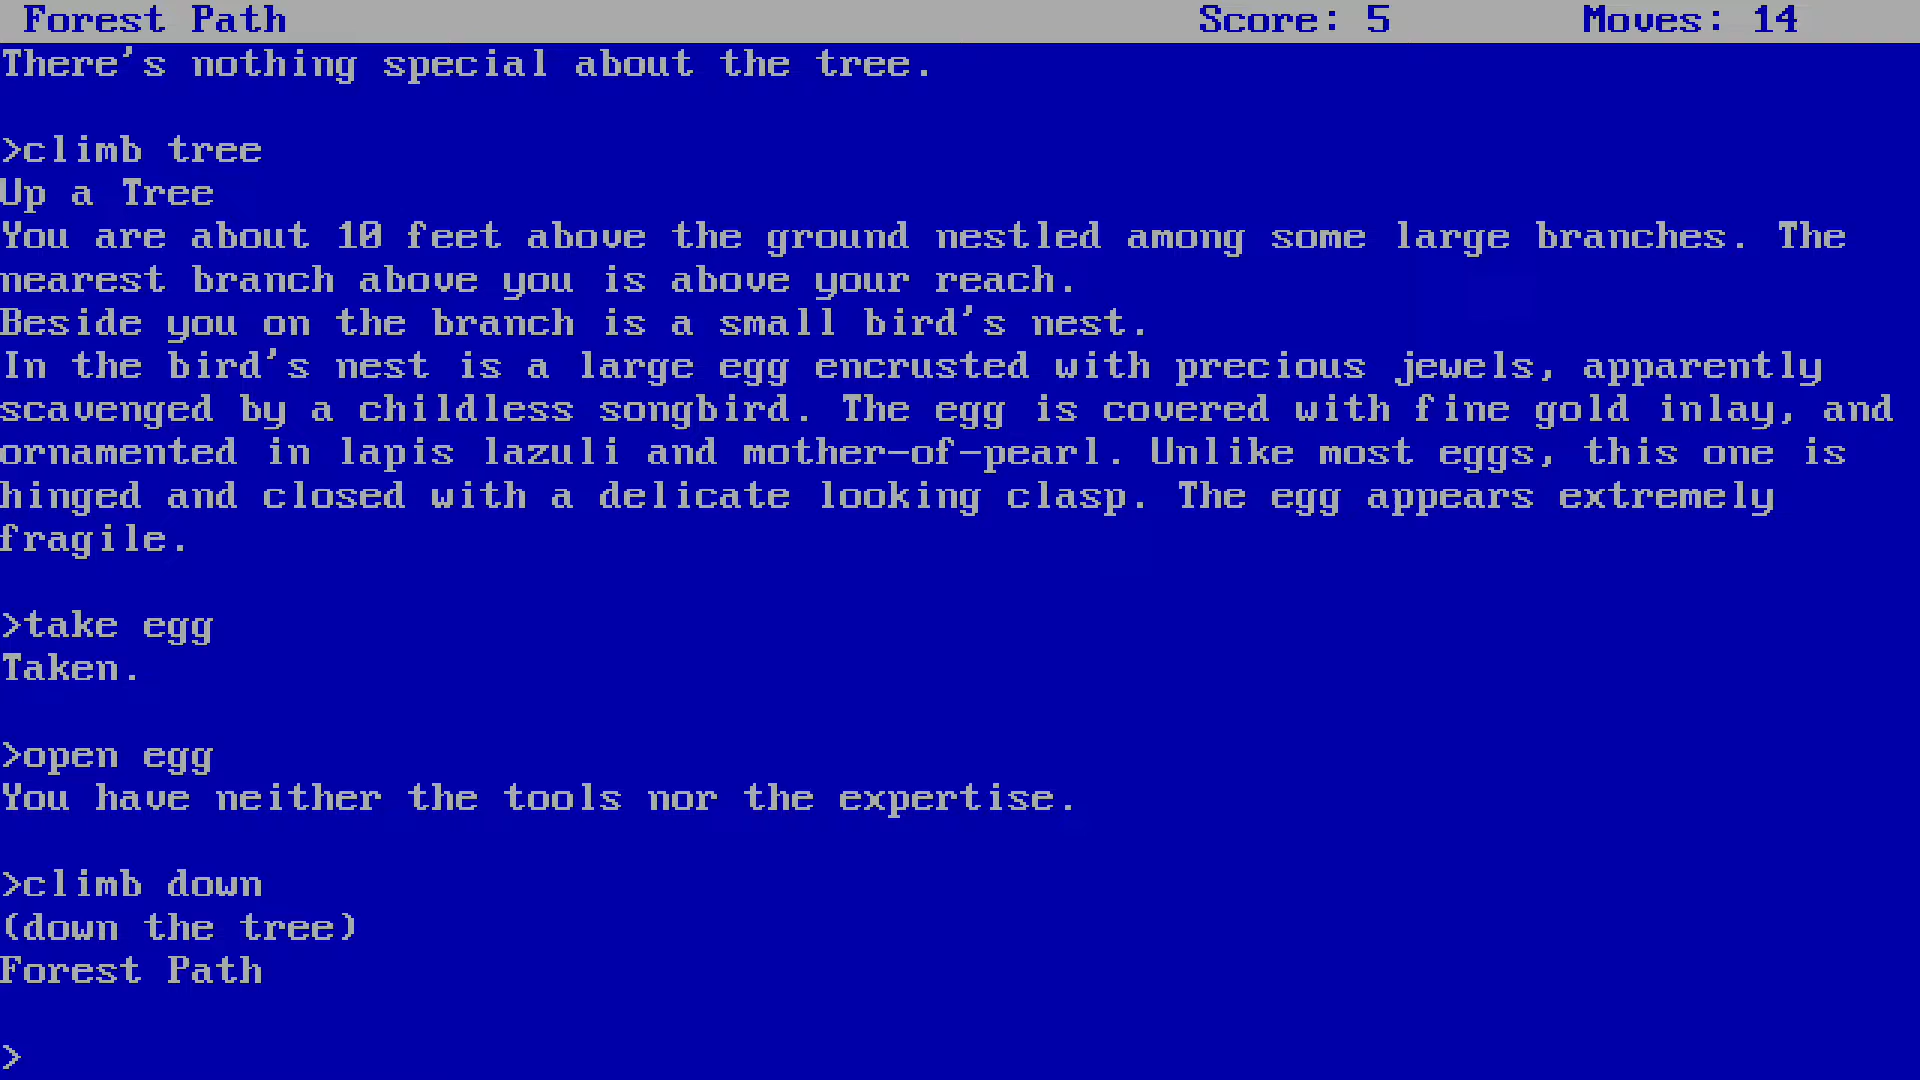 Forest Path Score: 5 Moves: 14
There's nothing special about the tree.
>climb tree
Up a Tree
You are about 10 feet above the ground nestled among some large branches. The
nearest branch above you is above your reach.
Beside you on the branch is a small bird's nest.
In the bird's nest is a large egg encrusted with precious jewels, apparently
scavenged by a childless songbird. The egg is covered with fine gold inlay, and
ornamented in lapis lazuli and mother-of-pearl. Unlike most eggs, this one is
hinged and closed with a delicate looking clasp. The egg appears extremely
fragile.
>take egg
Taken.
>open egg
You have neither the tools nor the expertise.
>climb down
(down the tree)
Forest Path
>